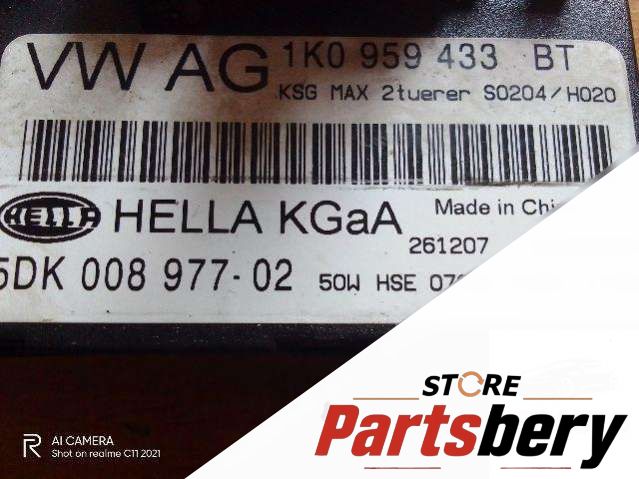 VW AG 1K0 959 433 BT
KSG MAX 2tuerer S0204/H020
HELLA HELLA KGaA Made in
261207
5DK 008 977-02 50W HSE
STORE
Partsbery
R AI CAMERA
Shot on realme C11 2021